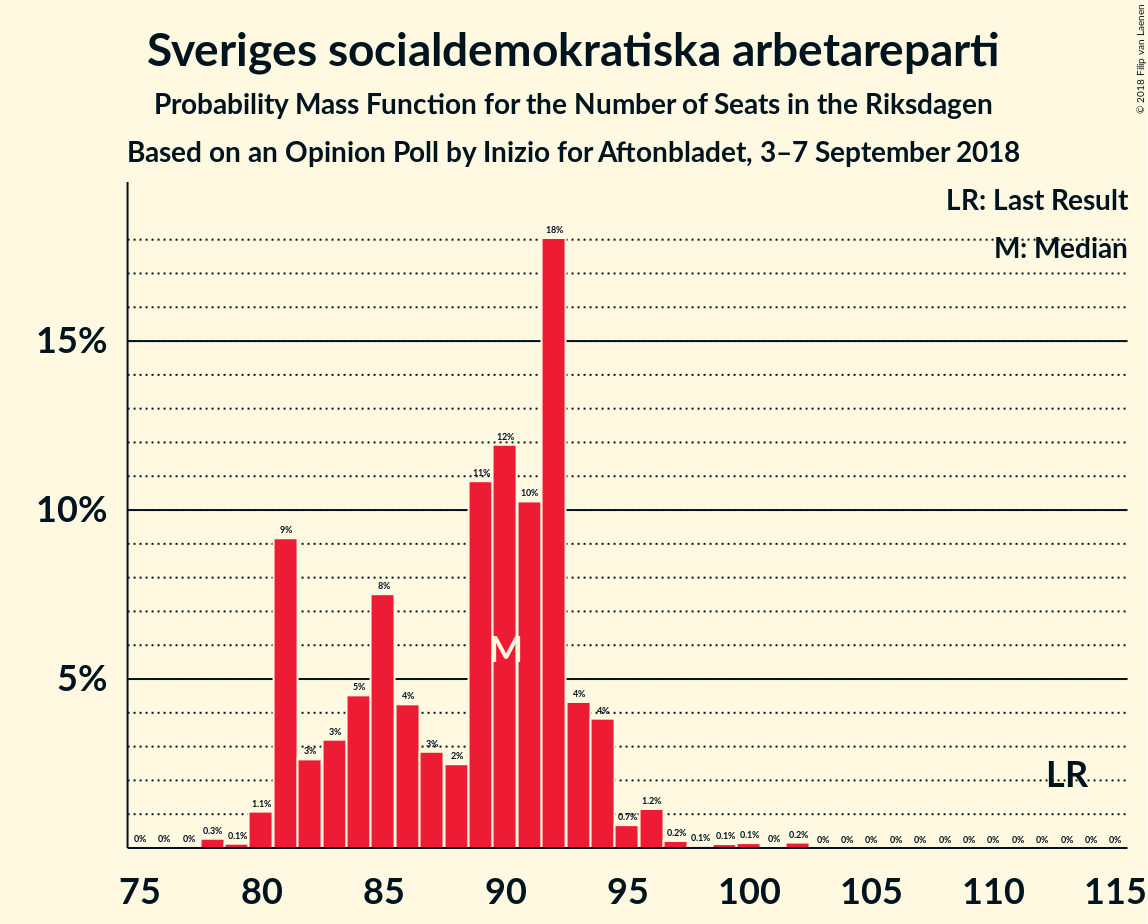 Sveriges socialdemokratiska arbetareparti
Probability Mass Function for the Number of Seats in the Riksdagen
Based on an Opinion Poll by Inizio for Aftonbladet, 3–7 September 2018
© 2018 Filip van Laenen
LR: Last Result
M: Median
15%
10%
5%
0% 0% 0% 0.3% 0.1% 1.1% 9% 3% 3% 5% 8% 4% 3% 2% 11% 12% 10% 18% 4% 4% 0.7% 1.2% 0.2% 0.1% 0.1% 0.1% 0% 0.2% 0% 0% 0% 0% 0% 0% 0% 0% 0% 0% 0% 0% 0%
M
LR
75 80 85 90 95 100 105 110 115